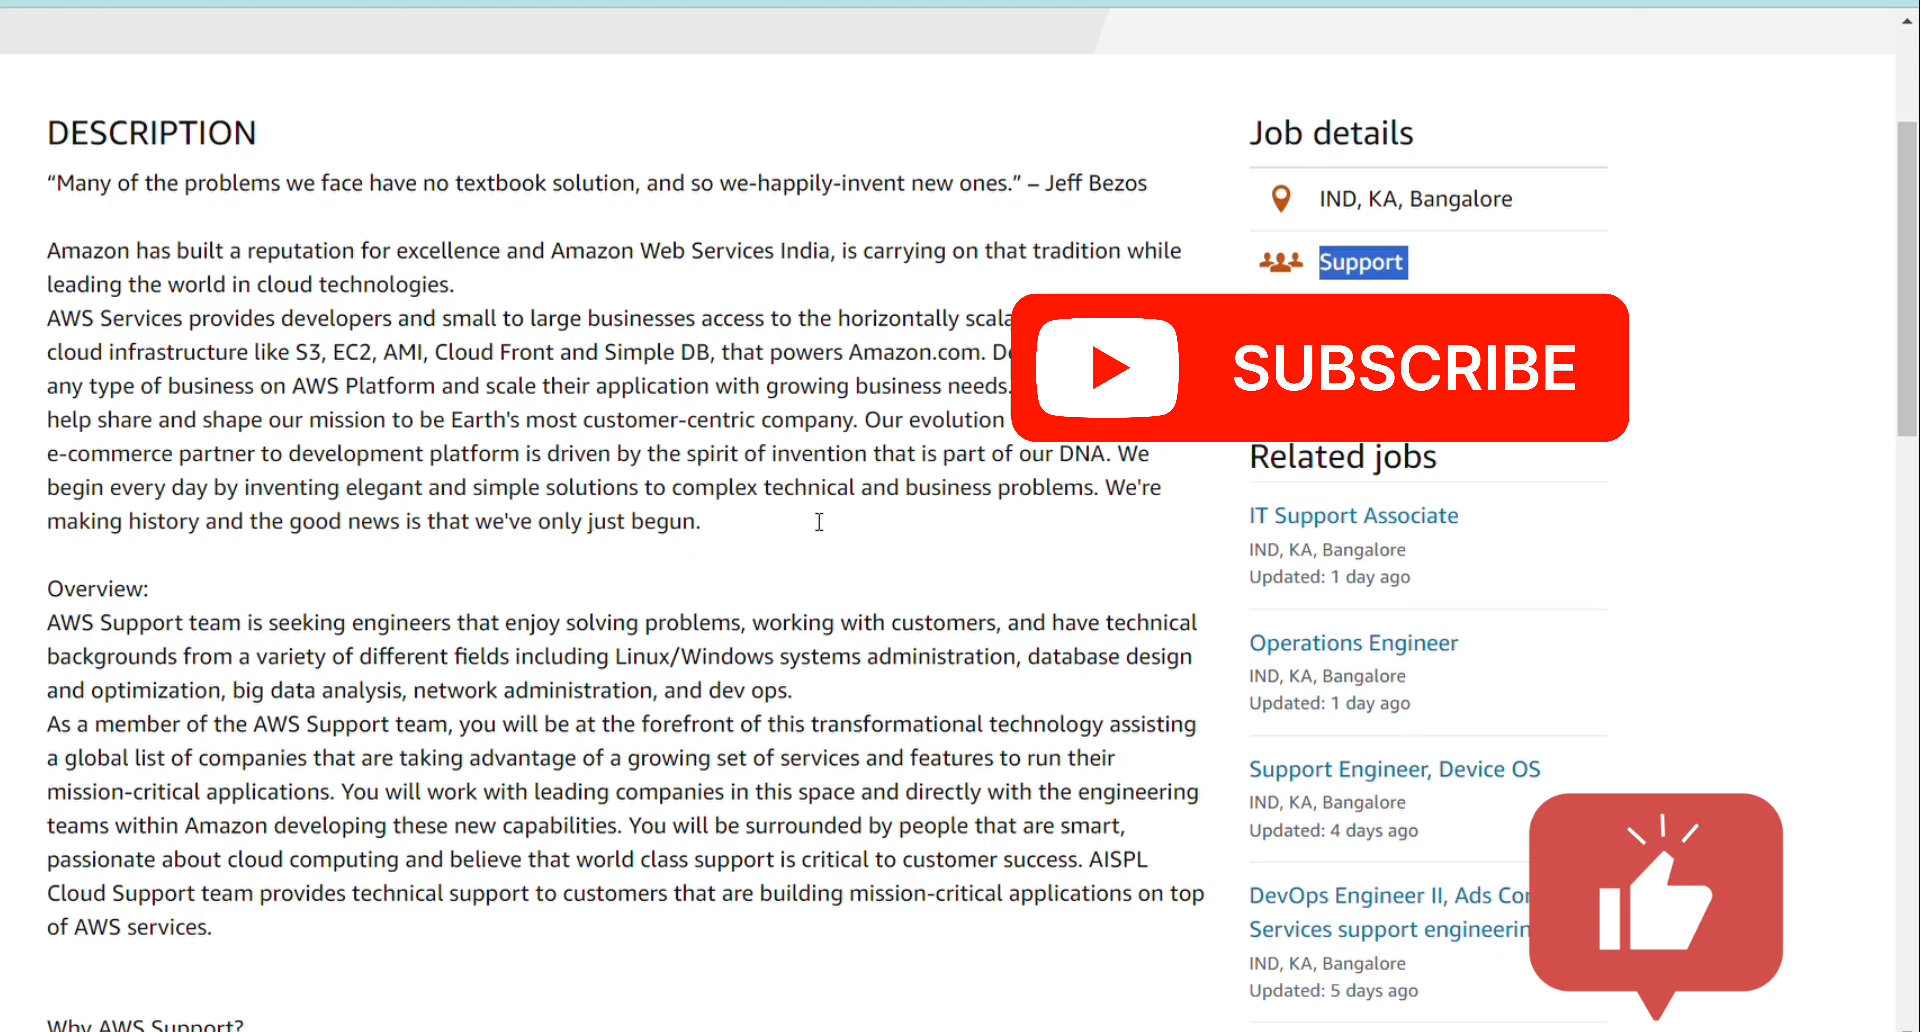 DESCRIPTION
“Many of the problems we face have no textbook solution, and so we-happily-invent new ones.” – Jeff Bezos
Amazon has built a reputation for excellence and Amazon Web Services India, is carrying on that tradition while
leading the world in cloud technologies.
AWS Services provides developers and small to large businesses access to the horizontally
cloud infrastructure like S3, EC2, AMI, Cloud Front and Simple DB, that powers Amazon.com.
any type of business on AWS Platform and scale their application with growing business needs.
help share and shape our mission to be Earth's most customer-centric company. Our evolution
e-commerce partner to development platform is driven by the spirit of invention that is part of our DNA. We
begin every day by inventing elegant and simple solutions to complex technical and business problems. We're
making history and the good news is that we've only just begun.
Overview:
AWS Support team is seeking engineers that enjoy solving problems, working with customers, and have technical
backgrounds from a variety of different fields including Linux/Windows systems administration, database design
and optimization, big data analysis, network administration, and dev ops.
As a member of the AWS Support team, you will be at the forefront of this transformational technology assisting
a global list of companies that are taking advantage of a growing set of services and features to run their
mission-critical applications. You will work with leading companies in this space and directly with the engineering
teams within Amazon developing these new capabilities. You will be surrounded by people that are smart,
passionate about cloud computing and believe that world class support is critical to customer success. AISPL
Cloud Support team provides technical support to customers that are building mission-critical applications on top
of AWS services.
Why AWS Support?
Job details
IND, KA, Bangalore
Support
SUBSCRIBE
Related jobs
IT Support Associate
IND, KA, Bangalore
Updated: 1 day ago
Operations Engineer
IND, KA, Bangalore
Updated: 1 day ago
Support Engineer, Device OS
IND, KA, Bangalore
Updated: 4 days ago
DevOps Engineer II, Ads
Services support
IND, KA, Bangalore
Updated: 5 days ago